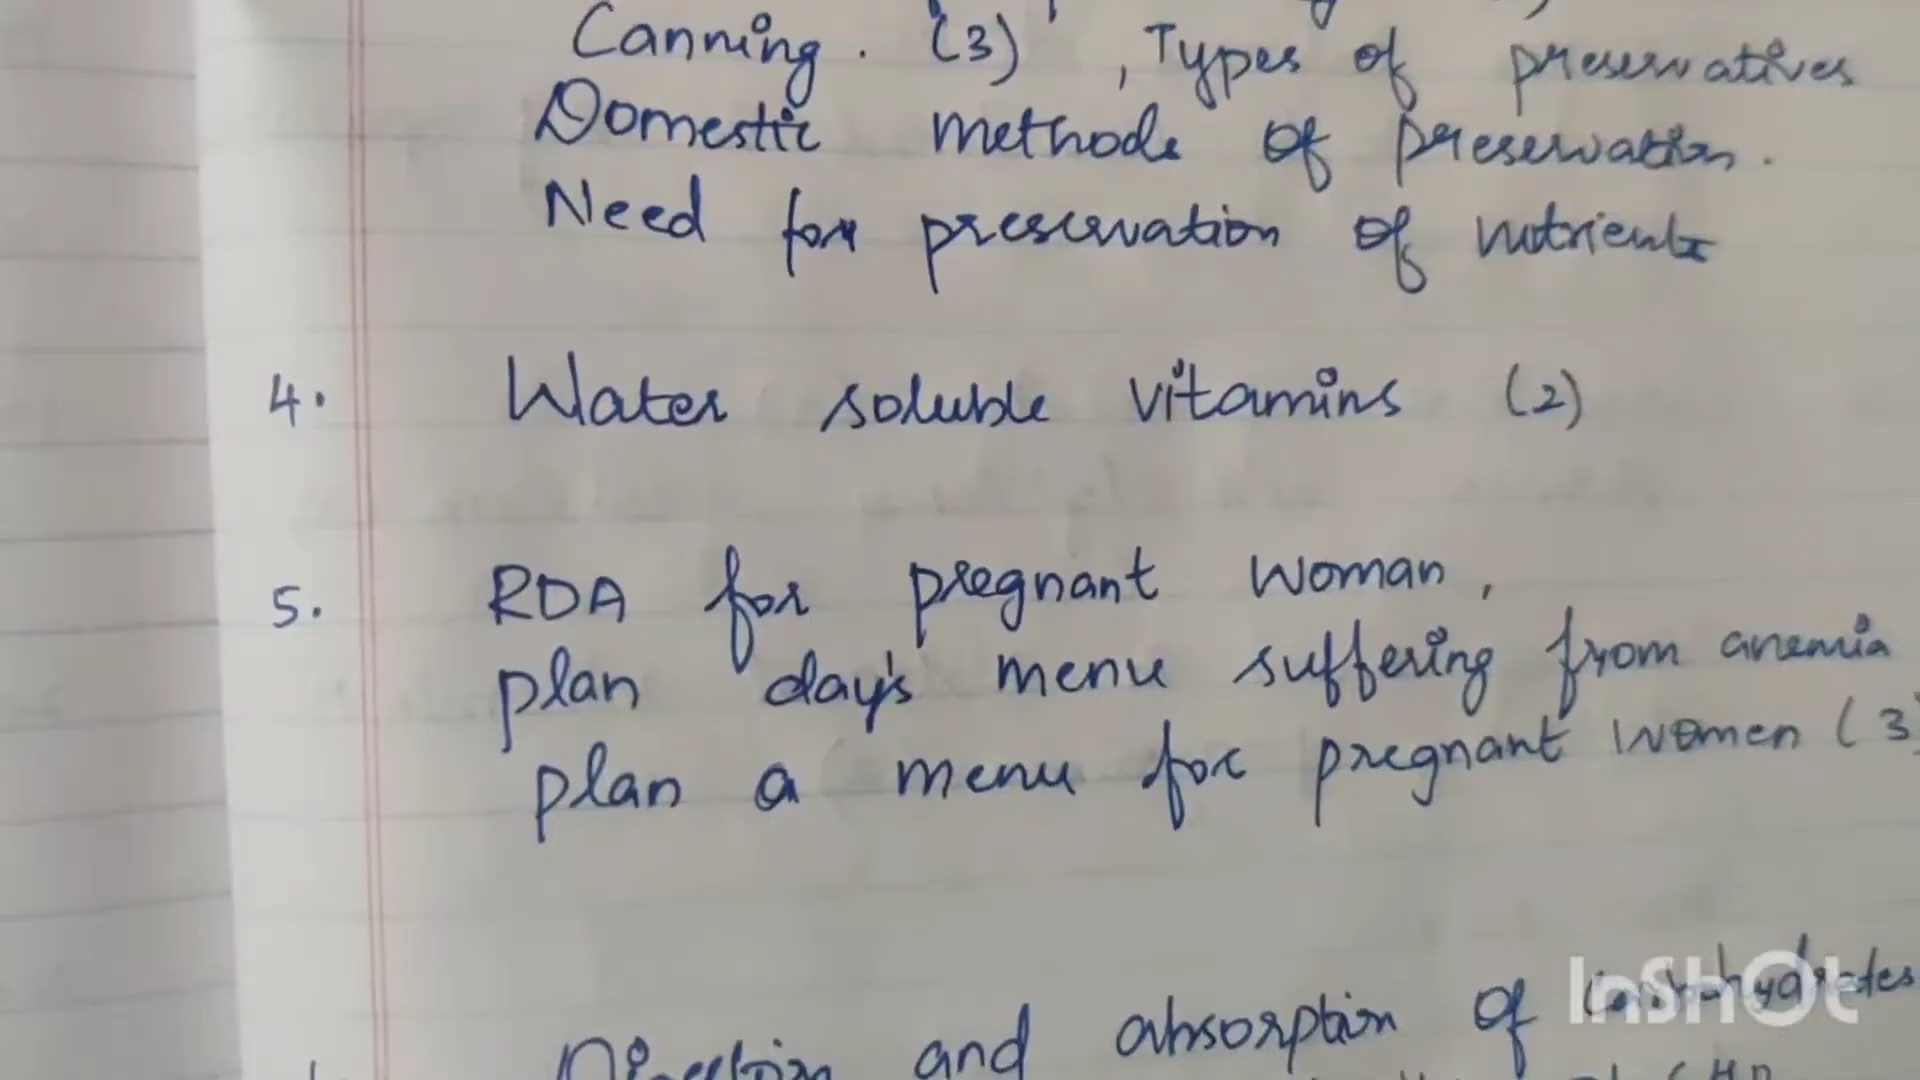 Canning. (3), Types of preservatives
Domestic methods of preservation.
Need for preservation of nutrients
4. Water soluble vitamins (2)
5. RDA for pregnant woman,
plan day's menu suffering from anemia
plan a menu for pregnant women (3)
Digestion and absorption of Carbohydrates
InShOt